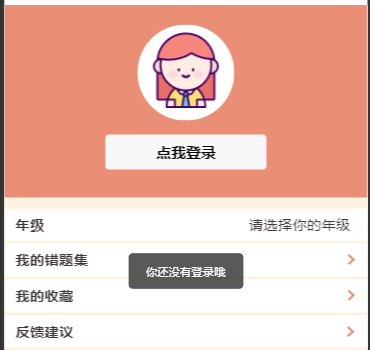 点我登录
年级 请选择你的年级
我的错题集
你还没有登录哦
我的收藏
反馈建议